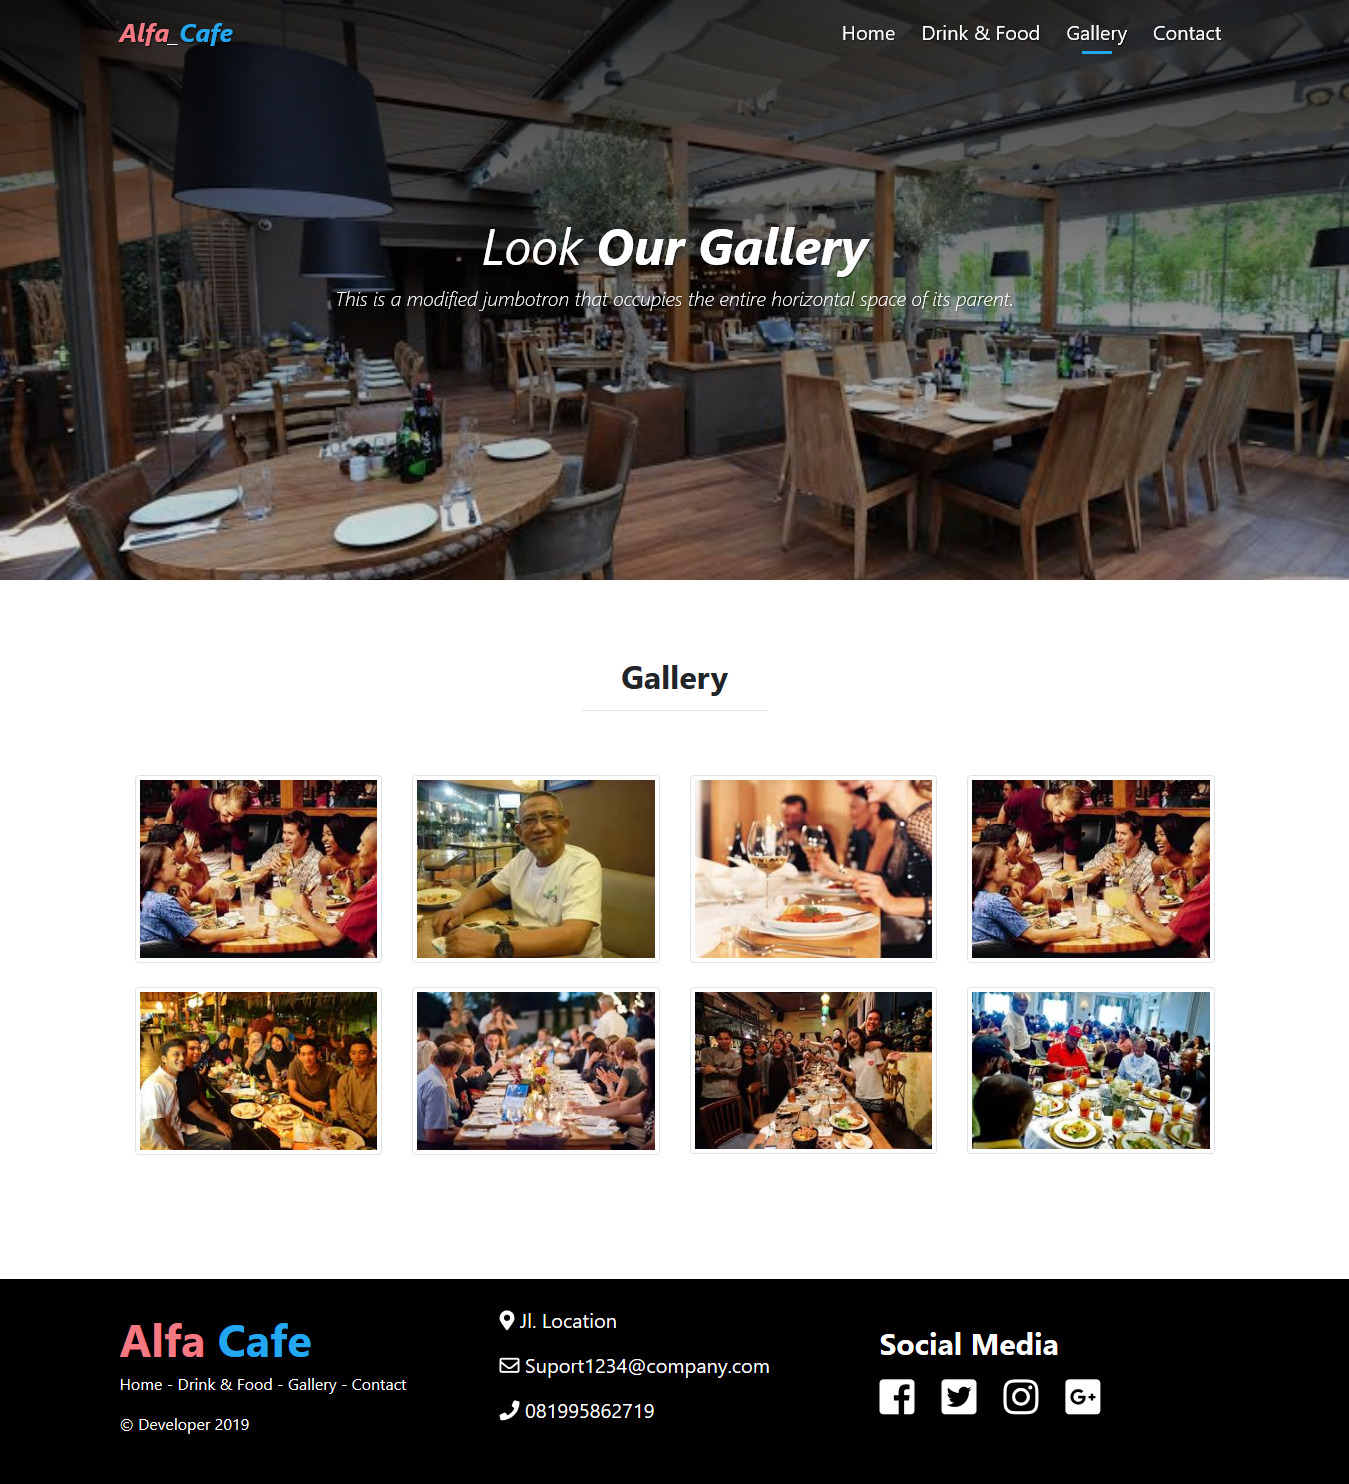 Alfa_Cafe
Home Drink & Food Gallery Contact
Look Our Gallery
This is a modified jumbotron that occupies the entire horizontal space of its parent.
Gallery
Alfa Cafe
Home - Drink & Food - Gallery - Contact
© Developer 2019
Jl. Location
Suport1234@company.com
081995862719
Social Media
G+